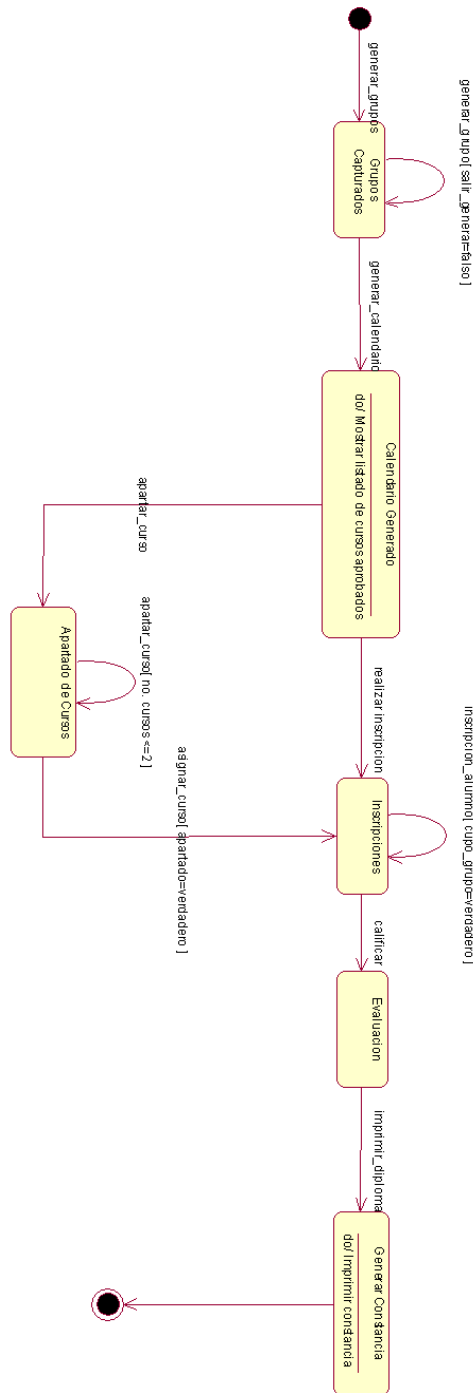 generar_grupo[ salir_generar=falso ]
generar_grupos
Grupos
Capturados
generar_calendario
Calendario Generado
do/ Mostrar listado de cursos aprobados
apartar_curso
apartar_curso[ no. cursos <=2 ]
Apartado de Cursos
realizar inscripcion
inscripcion_alumno[ cupo_grupo=verdadero ]
Inscripciones
asignar_curso[ apartado=verdadero ]
calificar
Evaluacion
imprimir_diploma
Generar Constancia
do/ Imprimir constancia